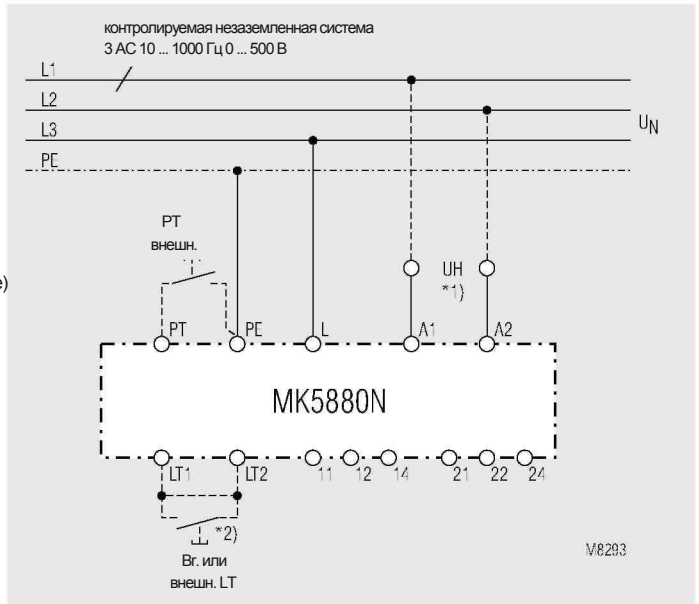 контролируемая незаземленная система
3 AC 10 ... 1000 Гц 0 ... 500 В
L1
L2
L3
PE
UN
PT
внешн.
е)
UH
*1)
PT PE L A1 A2
MK5880N
LT1 LT2 11 12 14 21 22 24
*2)
Br. или
внешн. LT
M8293